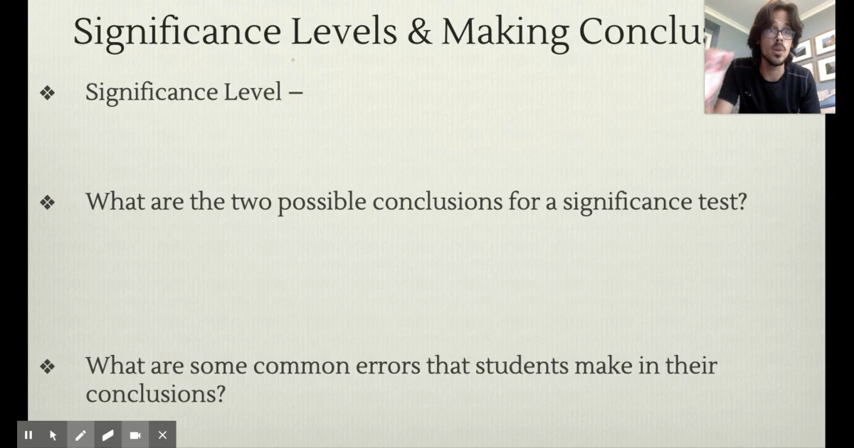 Significance Levels & Making Conclu
Significance Level –
What are the two possible conclusions for a significance test?
What are some common errors that students make in their
conclusions?